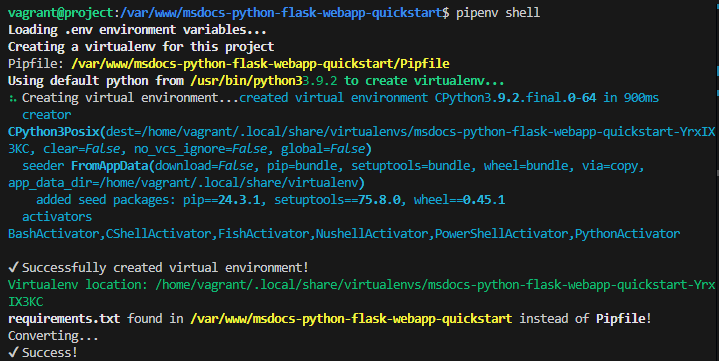 vagrant@project:/var/www/msdocs-python-flask-webapp-quickstart$ pipenv shell
Loading .env environment variables...
Creating a virtualenv for this project
Pipfile: /var/www/msdocs-python-flask-webapp-quickstart/Pipfile
Using default python from /usr/bin/python33.9.2 to create virtualenv...
⠦ Creating virtual environment...created virtual environment CPython3.9.2.final.0-64 in 900ms
  creator
CPython3Posix(dest=/home/vagrant/.local/share/virtualenvs/msdocs-python-flask-webapp-quickstart-YrxIX
3KC, clear=False, no_vcs_ignore=False, global=False)
  seeder FromAppData(download=False, pip=bundle, setuptools=bundle, wheel=bundle, via=copy,
app_data_dir=/home/vagrant/.local/share/virtualenv)
    added seed packages: pip==24.3.1, setuptools==75.8.0, wheel==0.45.1
  activators
BashActivator,CShellActivator,FishActivator,NushellActivator,PowerShellActivator,PythonActivator
✔ Successfully created virtual environment!
Virtualenv location: /home/vagrant/.local/share/virtualenvs/msdocs-python-flask-webapp-quickstart-Yrx
IX3KC
requirements.txt found in /var/www/msdocs-python-flask-webapp-quickstart instead of Pipfile!
Converting...
✔ Success!